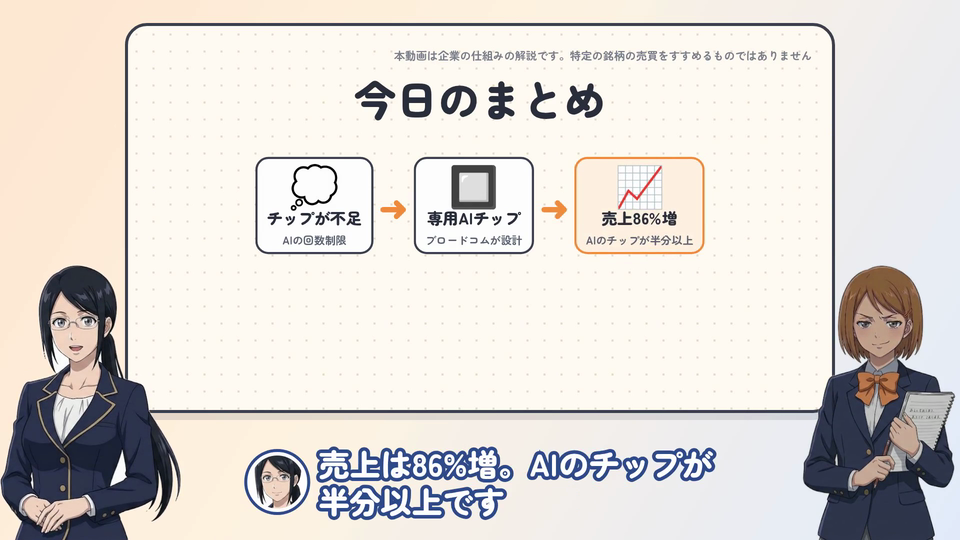 本動画は企業の仕組みの解説です。特定の銘柄の売買をすすめるものではありません
今日のまとめ
チップが不足
AIの回数制限
専用AIチップ
ブロードコムが設計
売上86%増
AIのチップが半分以上
売上は86%増。AIのチップが
半分以上です